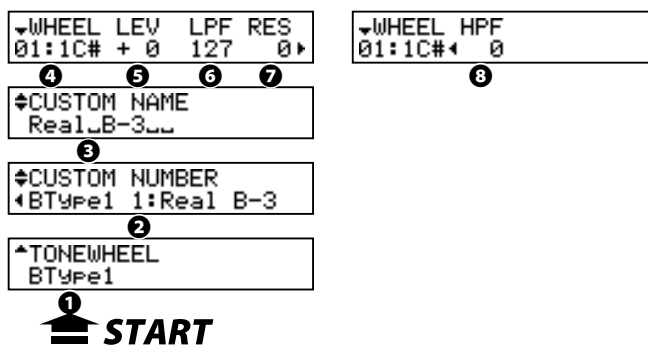 WHEEL LEV LPF RES
01:1C# + 0 127 0
4 5 6 7
WHEEL HPF
01:1C# 0
8
CUSTOM NAME
Real␣B-3␣␣
3
CUSTOM NUMBER
BType1 1:Real B-3
2
TONEWHEEL
BType1
1
START